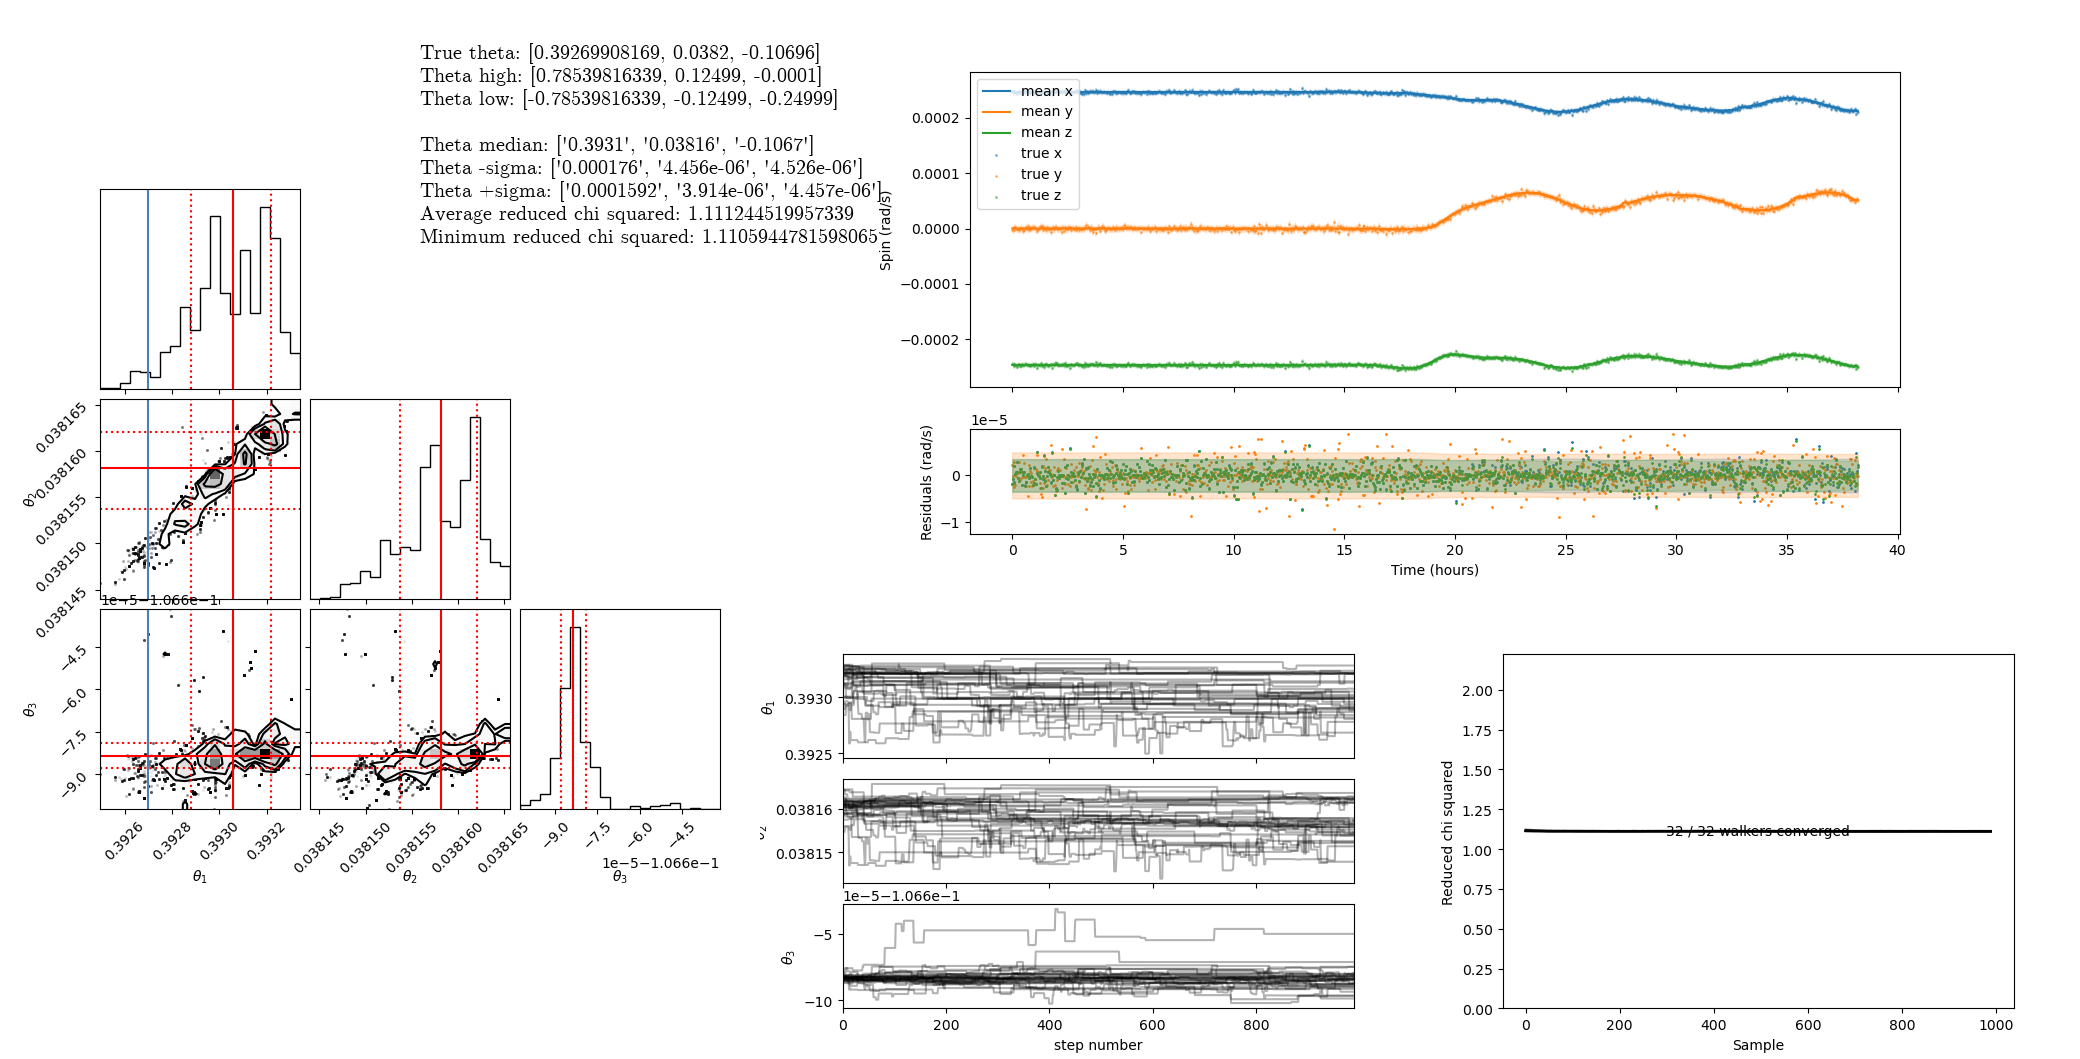 True theta: [0.39269908169, 0.0382, -0.10696]
Theta high: [0.78539816339, 0.12499, -0.0001]
Theta low: [-0.78539816339, -0.12499, -0.24999]
Theta median: ['0.3931', '0.03816', '-0.1067']
Theta -sigma: ['0.000176', '4.456e-06', '4.526e-06']
Theta +sigma: ['0.0001592', '3.914e-06', '4.457e-06']
Average reduced chi squared: 1.111244519957339
Minimum reduced chi squared: 1.1105944781598065
mean x
mean y
mean z
true x
true y
true z
Spin (rad/s)
0.0002
0.0001
0.0000
−0.0001
−0.0002
1e−5
Residuals (rad/s)
0
−1
0 5 10 15 20 25 30 35 40
Time (hours)
θ2
0.038165
0.038160
0.038155
0.038150
0.038145
1e−5−1.066e−1
θ3
−4.5
−6.0
−7.5
−9.0
0.3926 0.3928 0.3930 0.3932
θ1
0.038145 0.038150 0.038155 0.038160 0.038165
θ2
−9.0 −7.5 −6.0 −4.5
1e−5−1.066e−1
θ3
θ1
0.3930
0.3925
0.03816
0.03815
1e−5−1.066e−1
θ3
−5
−10
0 200 400 600 800
step number
Reduced chi squared
2.00
1.75
1.50
1.25
1.00
0.75
0.50
0.25
0.00
32 / 32 walkers converged
0 200 400 600 800 1000
Sample